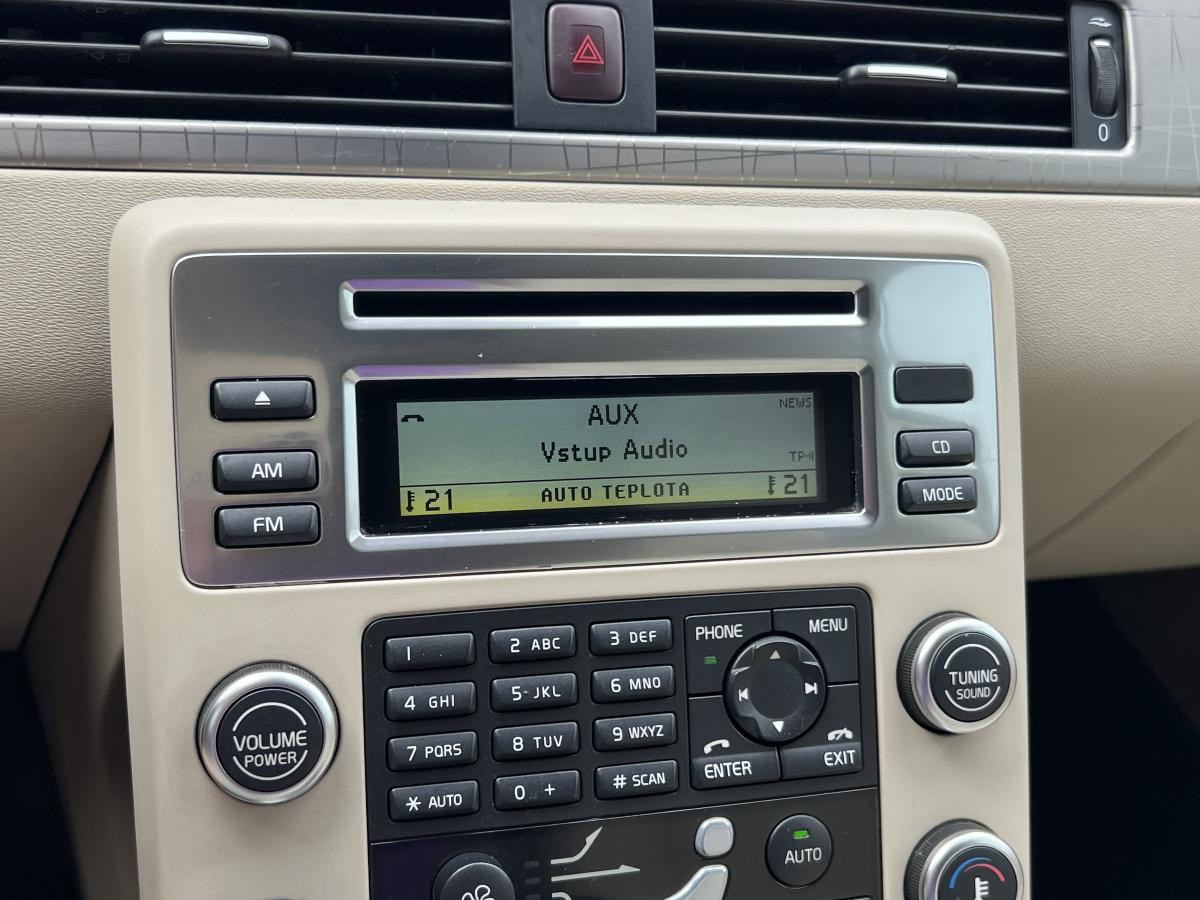 0
AUX
NEWS
Vstup Audio
TP
21
AUTO TEPLOTA
21
AM
FM
CD
MODE
1
2 ABC
3 DEF
4 GHI
5 JKL
6 MNO
7 PQRS
8 TUV
9 WXYZ
* AUTO
0 +
# SCAN
PHONE
MENU
ENTER
EXIT
VOLUME
POWER
TUNING
SOUND
AUTO